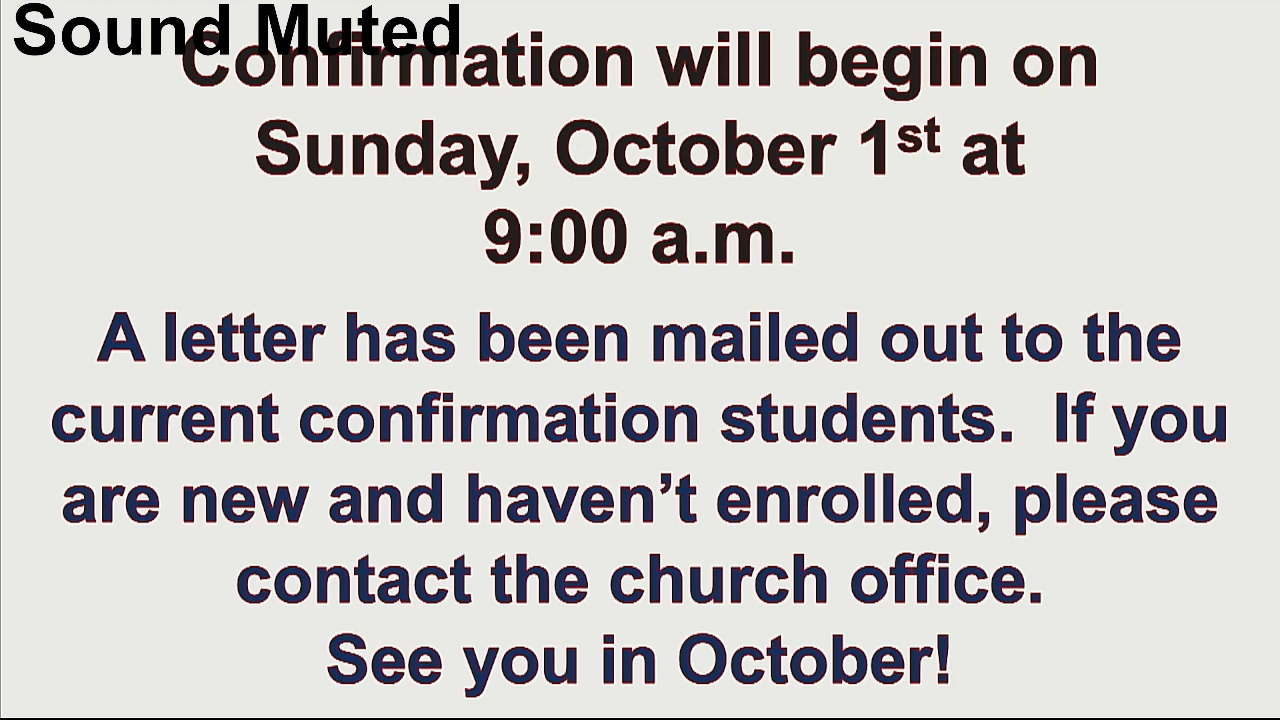 Sound Muted
Confirmation will begin on
Sunday, October 1st at
9:00 a.m.
A letter has been mailed out to the
current confirmation students.  If you
are new and haven’t enrolled, please
contact the church office.
See you in October!